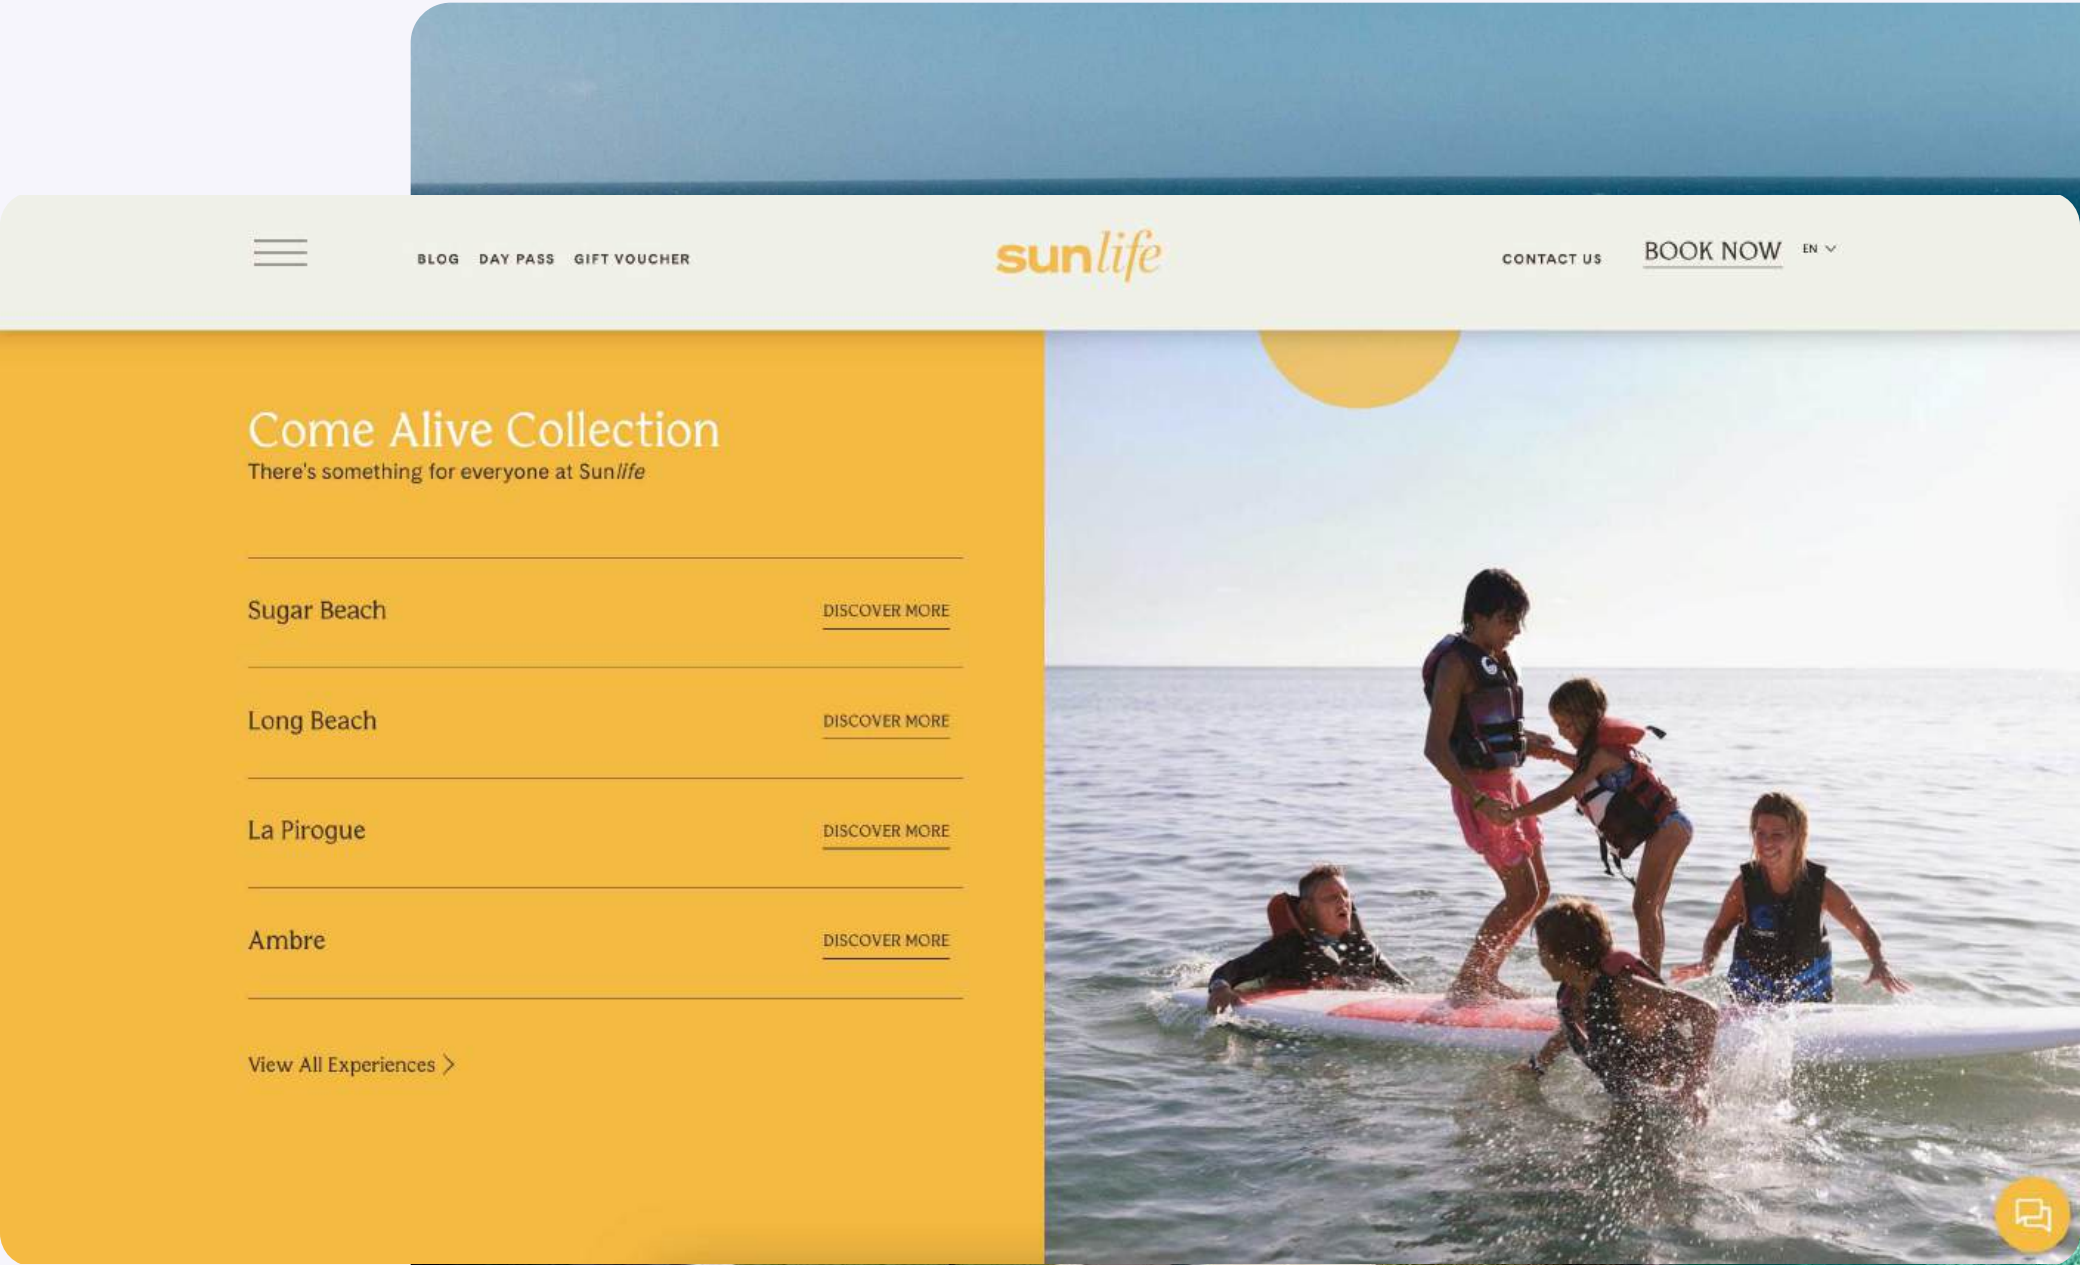 BLOG DAY PASS GIFT VOUCHER
sunlife
CONTACT US BOOK NOW EN
Come Alive Collection
There's something for everyone at Sunlife
Sugar Beach DISCOVER MORE
Long Beach DISCOVER MORE
La Pirogue DISCOVER MORE
Ambre DISCOVER MORE
View All Experiences